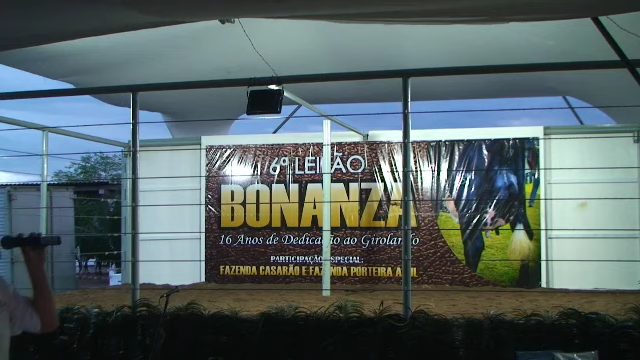 6º LEILÃO
BONANZA
16 Anos de Dedicação ao Girolando
PARTICIPAÇÃO ESPECIAL:
FAZENDA CASARÃO E FAZENDA PORTEIRA AZUL